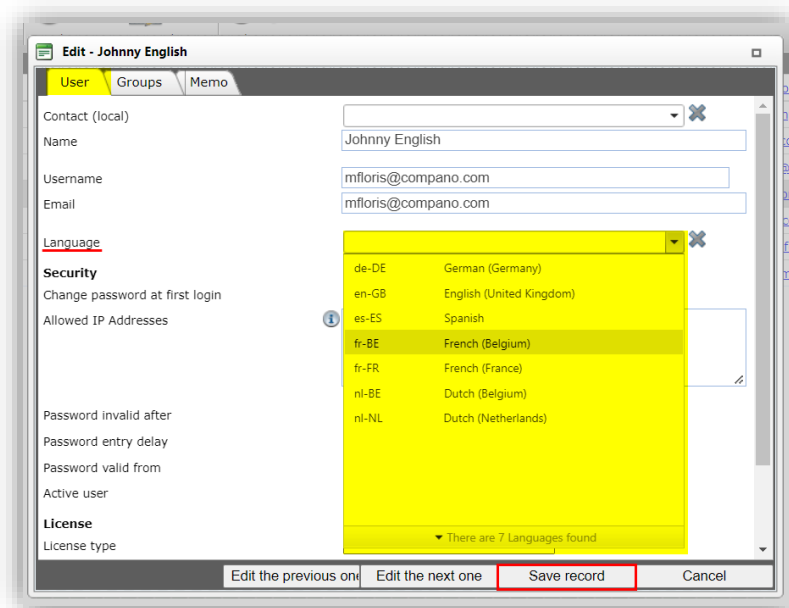 Edit - Johnny English
User Groups Memo
Contact (local)
Name Johnny English
Username mfloris@compano.com
Email mfloris@compano.com
Language
Security
de-DE German (Germany)
Change password at first login
en-GB English (United Kingdom)
Allowed IP Addresses
es-ES Spanish
fr-BE French (Belgium)
fr-FR French (France)
nl-BE Dutch (Belgium)
Password invalid after
nl-NL Dutch (Netherlands)
Password entry delay
Password valid from
Active user
License
There are 7 Languages found
License type
Edit the previous one Edit the next one Save record Cancel